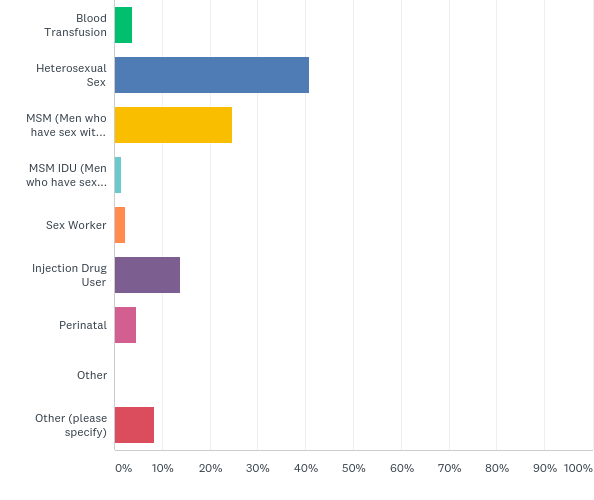 Blood
Transfusion
Heterosexual
Sex
MSM (Men who
have sex wit...
MSM IDU (Men
who have sex...
Sex Worker
Injection Drug
User
Perinatal
Other
Other (please
specify)
0% 10% 20% 30% 40% 50% 60% 70% 80% 90% 100%